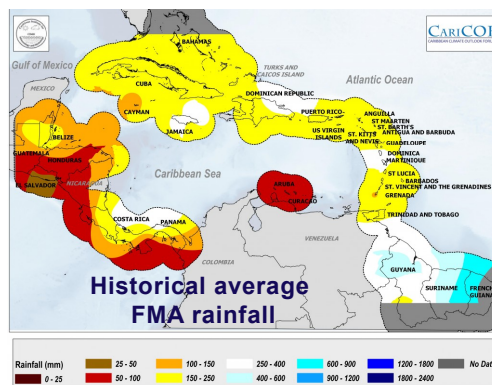 CARICOF
CARIBBEAN CLIMATE OUTLOOK FORUM
BAHAMAS
Gulf of Mexico
TURKS AND
CAICOS ISLAND
Atlantic Ocean
MEXICO
CUBA
DOMINICAN REPUBLIC
CAYMAN
PUERTO RICO
ANGUILLA
ST MAARTEN
ST. BARTH'S
JAMAICA
US VIRGIN
ISLANDS
ST. KITTS
AND NEVIS
ANTIGUA AND BARBUDA
BELIZE
GUADELOUPE
GUATEMALA
HONDURAS
DOMINICA
MARTINIQUE
Caribbean Sea
ST LUCIA
EL SALVADOR
NICARAGUA
ARUBA
BARBADOS
ST. VINCENT AND THE GRENADINES
CURACAO
GRENADA
COSTA RICA
PANAMA
TRINIDAD AND TOBAGO
VENEZUELA
COLOMBIA
GUYANA
SURINAME
FRENCH
GUIANA
Historical average
FMA rainfall
Rainfall (mm)
25 - 50
100 - 150
250 - 400
600 - 900
1200 - 1800
No Dat
0 - 25
50 - 100
150 - 250
400 - 600
900 - 1200
1800 - 2400